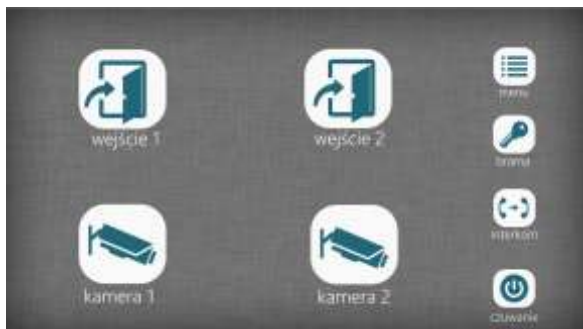 wejście 1
wejście 2
menu
brama
kamera 1
kamera 2
interkom
czuwanie